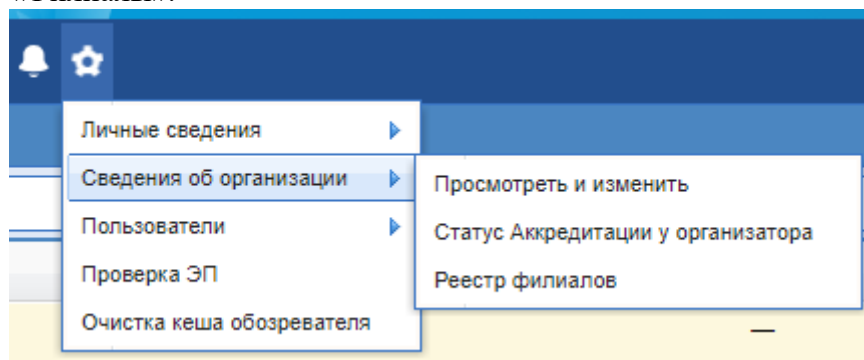 Личные сведения
Сведения об организации
Пользователи
Проверка ЭП
Очистка кеша обозревателя
Просмотреть и изменить
Статус Аккредитации у организатора
Реестр филиалов
—